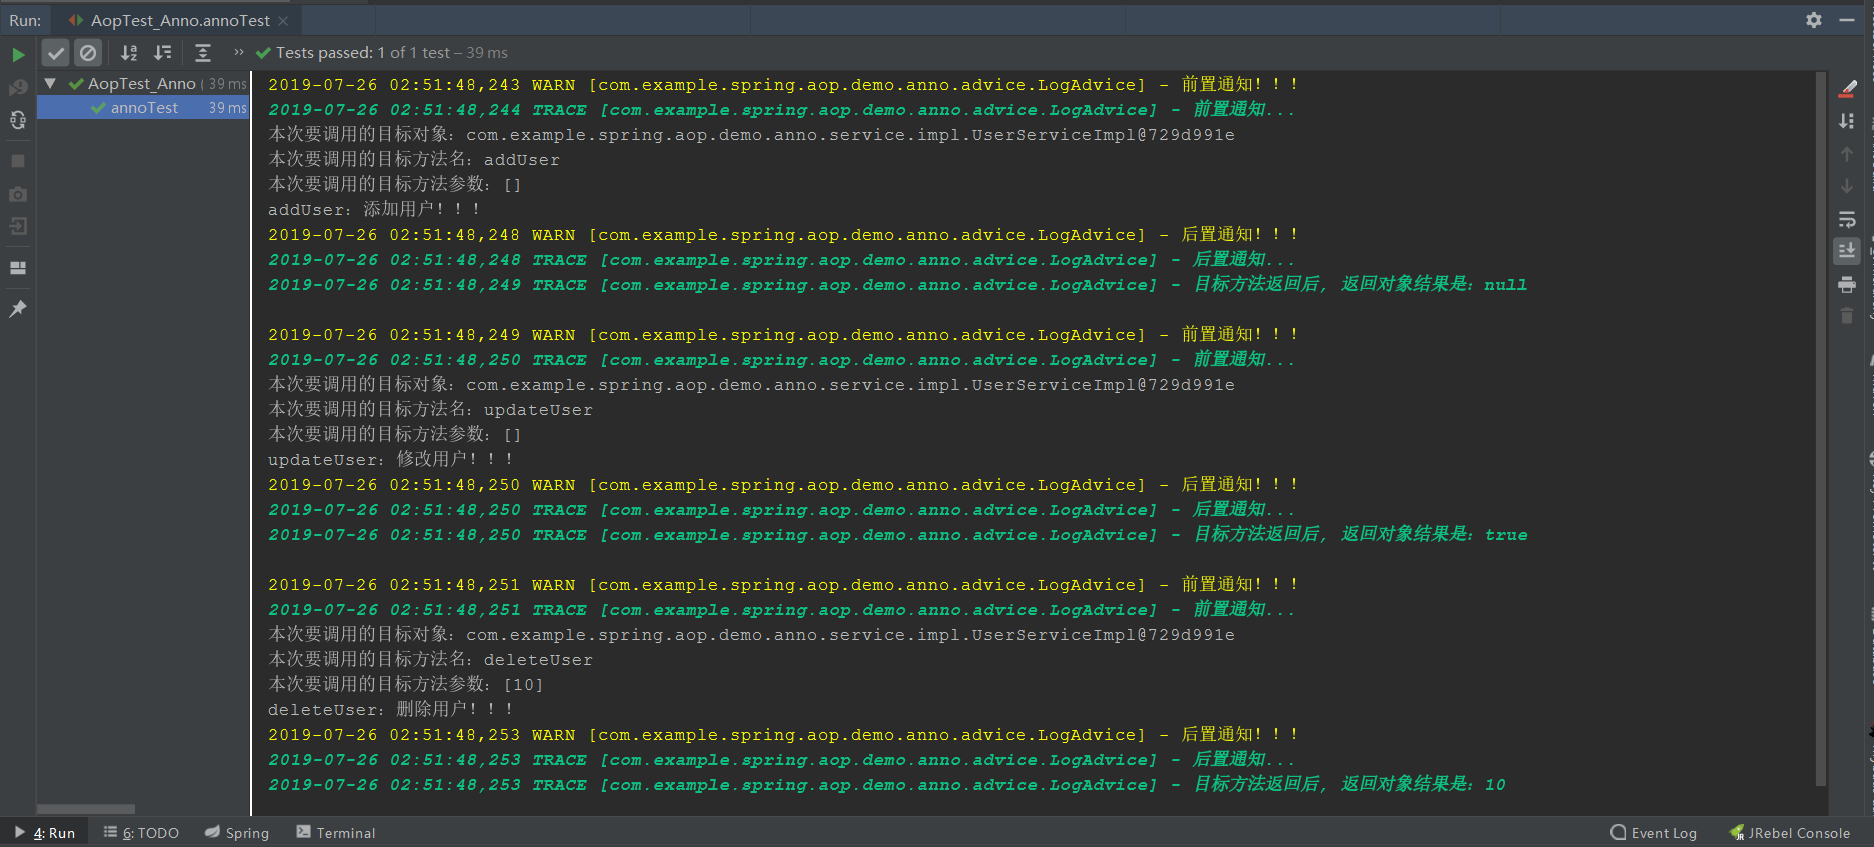 Run: AopTest_Anno.annoTest
Tests passed: 1 of 1 test – 39 ms
AopTest_Anno ( 39 ms
annoTest 39 ms
2019-07-26 02:51:48,243 WARN [com.example.spring.aop.demo.anno.advice.LogAdvice] - 前置通知！！！
2019-07-26 02:51:48,244 TRACE [com.example.spring.aop.demo.anno.advice.LogAdvice] - 前置通知...
本次要调用的目标对象：com.example.spring.aop.demo.anno.service.impl.UserServiceImpl@729d991e
本次要调用的目标方法名：addUser
本次要调用的目标方法参数：[]
addUser：添加用户！！！
2019-07-26 02:51:48,248 WARN [com.example.spring.aop.demo.anno.advice.LogAdvice] - 后置通知！！！
2019-07-26 02:51:48,248 TRACE [com.example.spring.aop.demo.anno.advice.LogAdvice] - 后置通知...
2019-07-26 02:51:48,249 TRACE [com.example.spring.aop.demo.anno.advice.LogAdvice] - 目标方法返回后, 返回对象结果是：null
2019-07-26 02:51:48,249 WARN [com.example.spring.aop.demo.anno.advice.LogAdvice] - 前置通知！！！
2019-07-26 02:51:48,250 TRACE [com.example.spring.aop.demo.anno.advice.LogAdvice] - 前置通知...
本次要调用的目标对象：com.example.spring.aop.demo.anno.service.impl.UserServiceImpl@729d991e
本次要调用的目标方法名：updateUser
本次要调用的目标方法参数：[]
updateUser：修改用户！！！
2019-07-26 02:51:48,250 WARN [com.example.spring.aop.demo.anno.advice.LogAdvice] - 后置通知！！！
2019-07-26 02:51:48,250 TRACE [com.example.spring.aop.demo.anno.advice.LogAdvice] - 后置通知...
2019-07-26 02:51:48,250 TRACE [com.example.spring.aop.demo.anno.advice.LogAdvice] - 目标方法返回后, 返回对象结果是：true
2019-07-26 02:51:48,251 WARN [com.example.spring.aop.demo.anno.advice.LogAdvice] - 前置通知！！！
2019-07-26 02:51:48,251 TRACE [com.example.spring.aop.demo.anno.advice.LogAdvice] - 前置通知...
本次要调用的目标对象：com.example.spring.aop.demo.anno.service.impl.UserServiceImpl@729d991e
本次要调用的目标方法名：deleteUser
本次要调用的目标方法参数：[10]
deleteUser：删除用户！！！
2019-07-26 02:51:48,253 WARN [com.example.spring.aop.demo.anno.advice.LogAdvice] - 后置通知！！！
2019-07-26 02:51:48,253 TRACE [com.example.spring.aop.demo.anno.advice.LogAdvice] - 后置通知...
2019-07-26 02:51:48,253 TRACE [com.example.spring.aop.demo.anno.advice.LogAdvice] - 目标方法返回后, 返回对象结果是：10
4: Run 6: TODO Spring Terminal Event Log JRebel Console